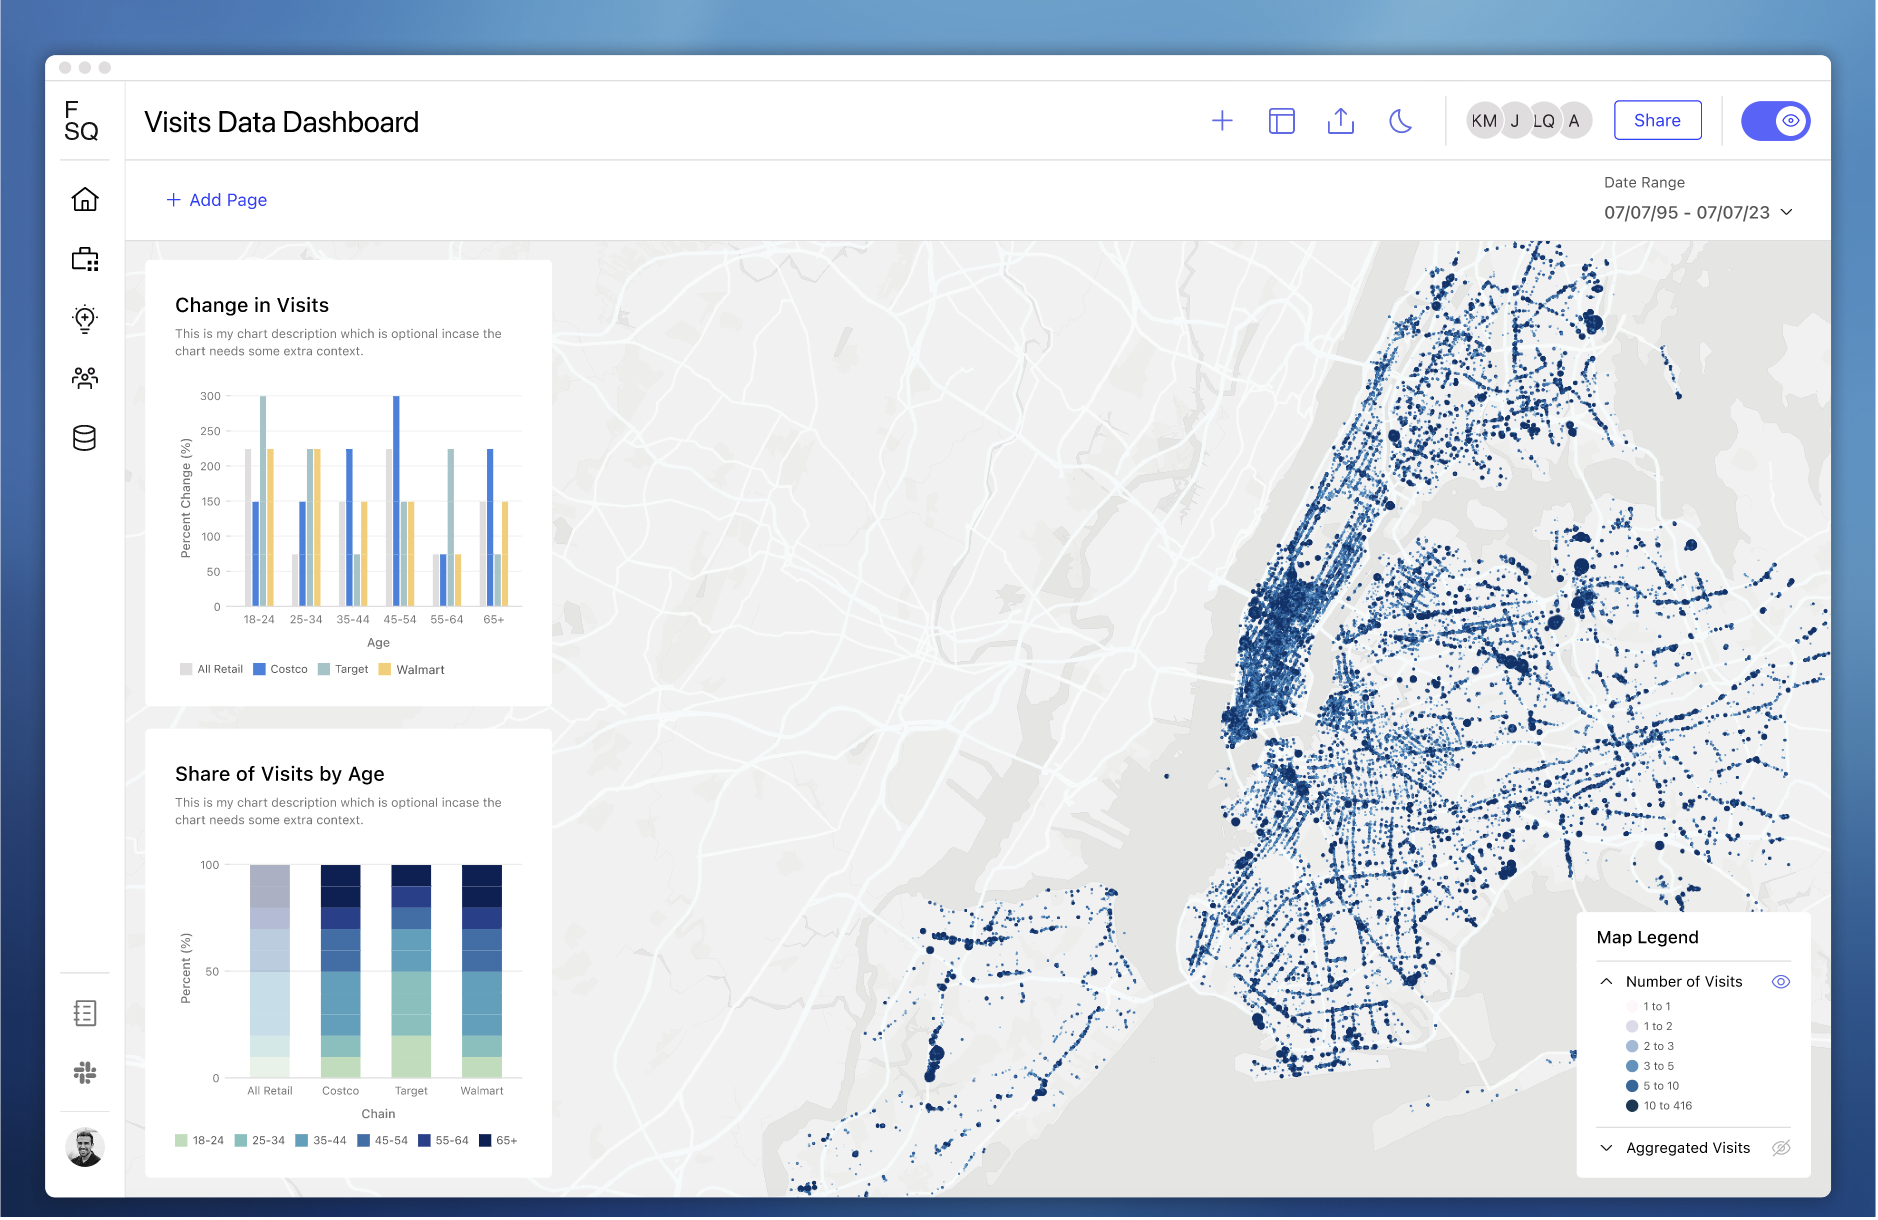 F
SQ
Visits Data Dashboard
KM J LQ A
Share
+ Add Page
Date Range
07/07/95 - 07/07/23
Change in Visits
This is my chart description which is optional incase the
chart needs some extra context.
Percent Change (%)
300
250
200
150
100
50
0
18-24 25-34 35-44 45-54 55-64 65+
Age
All Retail Costco Target Walmart
Share of Visits by Age
This is my chart description which is optional incase the
chart needs some extra context.
Percent (%)
100
50
0
All Retail Costco Target Walmart
Chain
18-24 25-34 35-44 45-54 55-64 65+
Map Legend
Number of Visits
1 to 1
1 to 2
2 to 3
3 to 5
5 to 10
10 to 416
Aggregated Visits